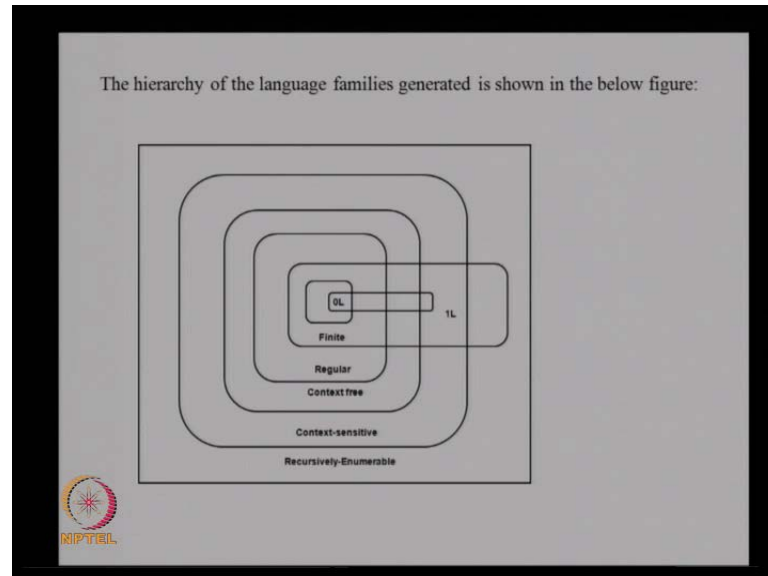 The hierarchy of the language families generated is shown in the below figure:
0L
1L
Finite
Regular
Context free
Context-sensitive
Recursively-Enumerable
NPTEL